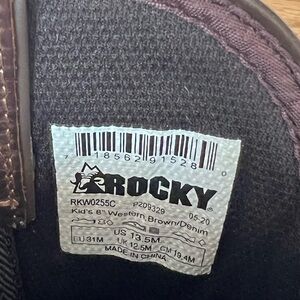 7 18562 91528 0
ROCKY
RKW0255C P209329 05-20
Kid's 8" Western Brown/Denim
US 13.5M
EU 31M UK 12.5M CM 19.4M
MADE IN CHINA